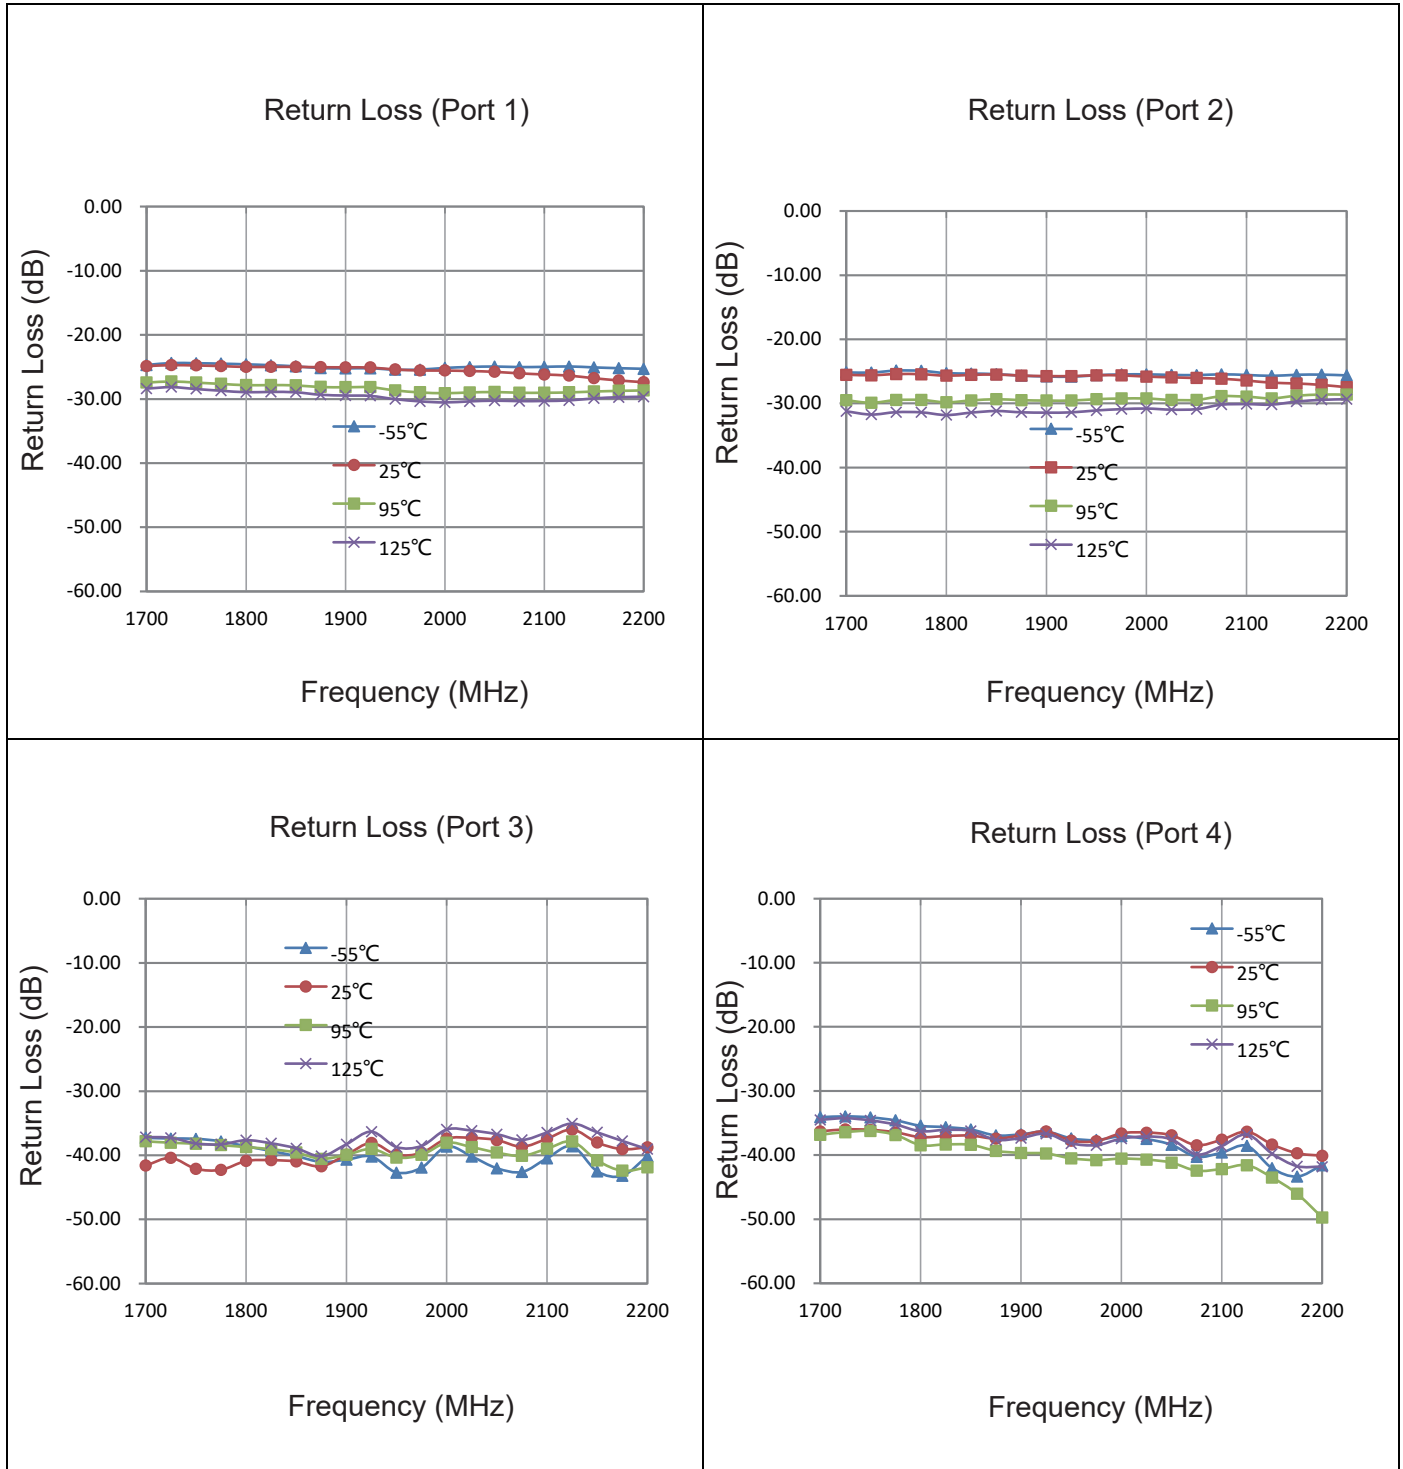 Return Loss (Port 1)
Return Loss (dB)
0.00
-10.00
-20.00
-30.00
-40.00
-50.00
-60.00
-55℃
25℃
95℃
125℃
1700 1800 1900 2000 2100 2200
Frequency (MHz)
Return Loss (Port 2)
Return Loss (dB)
0.00
-10.00
-20.00
-30.00
-40.00
-50.00
-60.00
-55℃
25℃
95℃
125℃
1700 1800 1900 2000 2100 2200
Frequency (MHz)
Return Loss (Port 3)
Return Loss (dB)
0.00
-10.00
-20.00
-30.00
-40.00
-50.00
-60.00
-55℃
25℃
95℃
125℃
1700 1800 1900 2000 2100 2200
Frequency (MHz)
Return Loss (Port 4)
Return Loss (dB)
0.00
-10.00
-20.00
-30.00
-40.00
-50.00
-60.00
-55℃
25℃
95℃
125℃
1700 1800 1900 2000 2100 2200
Frequency (MHz)